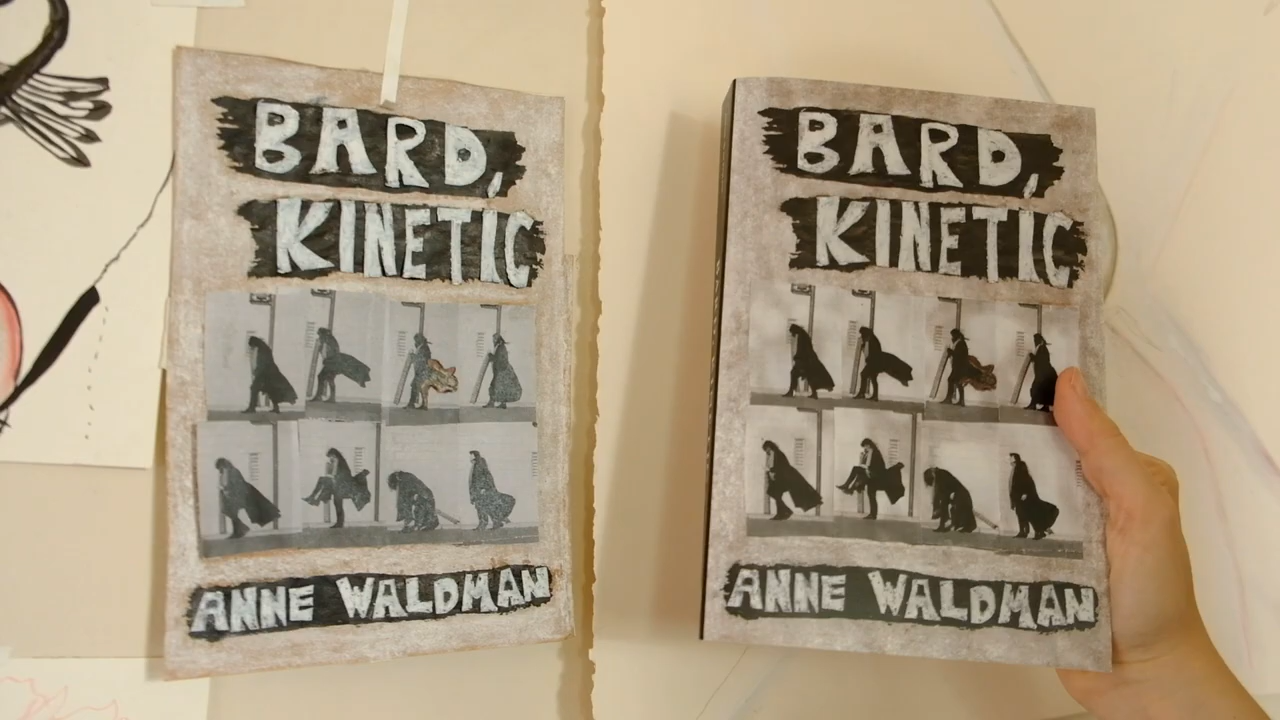 BARD,
KINETIC
ANNE WALDMAN
BARD,
KINETIC
ANNE WALDMAN